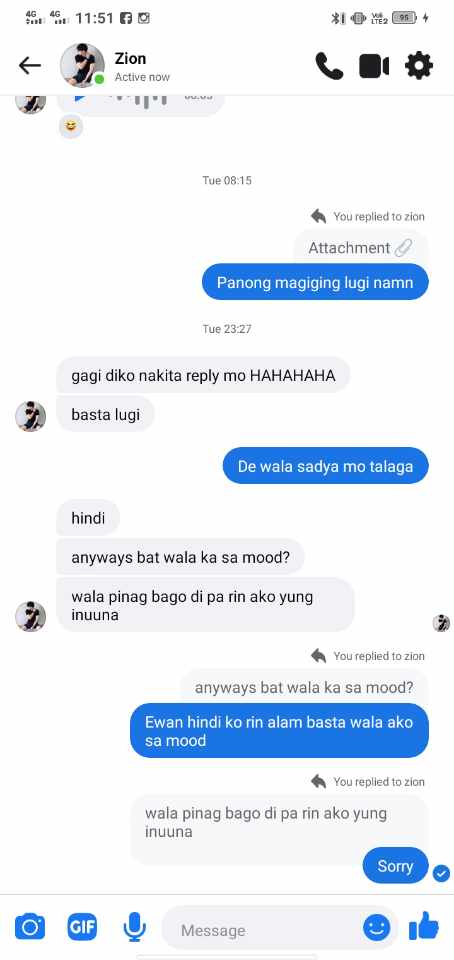 4G 4G 11:51 LTE2 95
Zion
Active now
00:05
Tue 08:15
You replied to zion
Attachment
Panong magiging lugi namn
Tue 23:27
gagi diko nakita reply mo HAHAHAHA
basta lugi
De wala sadya mo talaga
hindi
anyways bat wala ka sa mood?
wala pinag bago di pa rin ako yung
inuuna
You replied to zion
anyways bat wala ka sa mood?
Ewan hindi ko rin alam basta wala ako
sa mood
You replied to zion
wala pinag bago di pa rin ako yung
inuuna
Sorry
GIF
Message